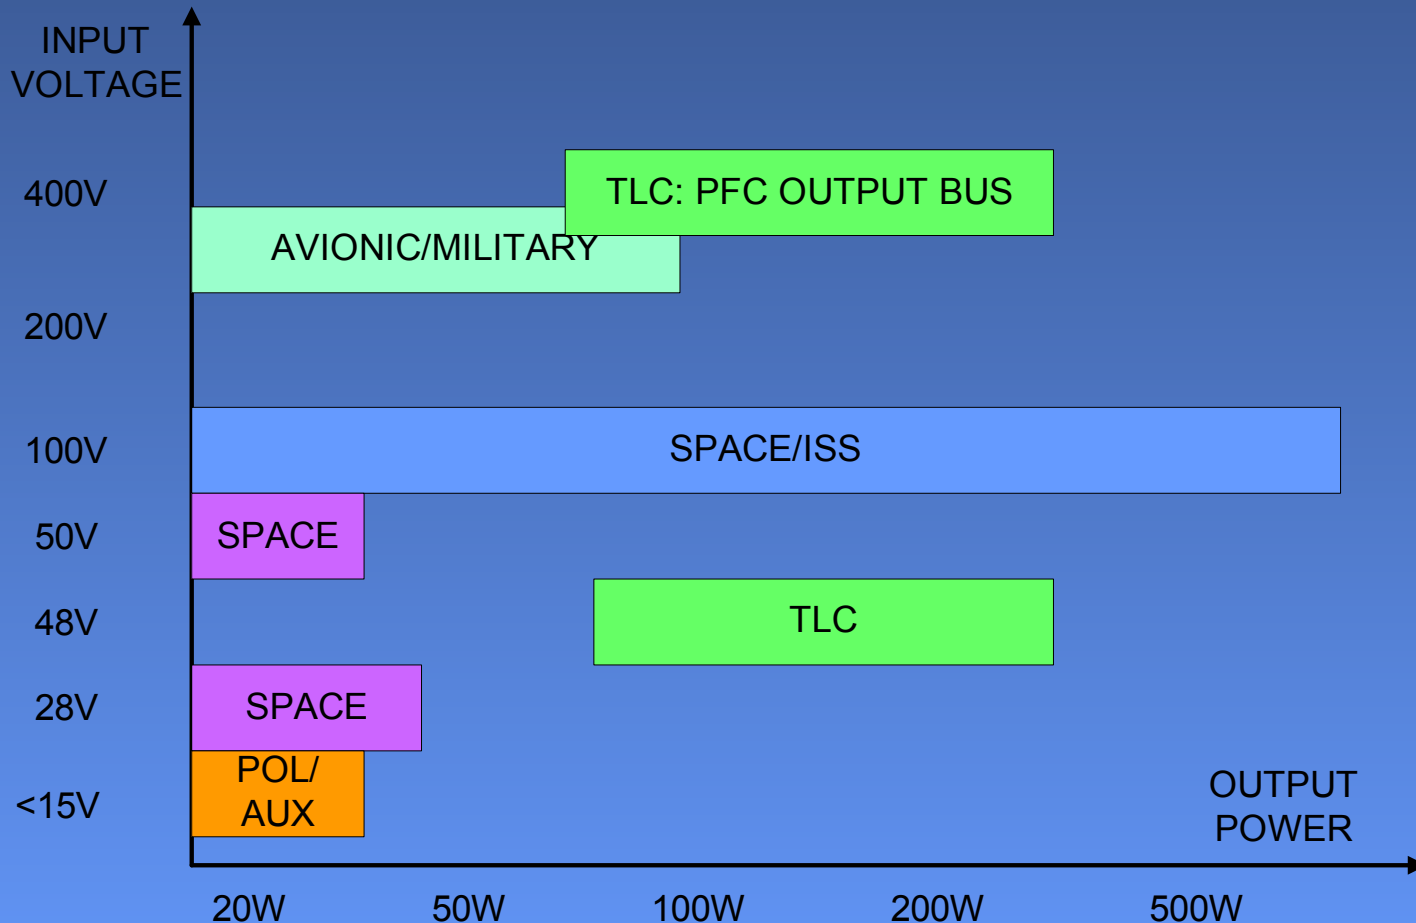 INPUT
VOLTAGE
400V
TLC: PFC OUTPUT BUS
AVIONIC/MILITARY
200V
100V
SPACE/ISS
50V
SPACE
48V
TLC
28V
SPACE
<15V
POL/
AUX
OUTPUT
POWER
20W
50W
100W
200W
500W